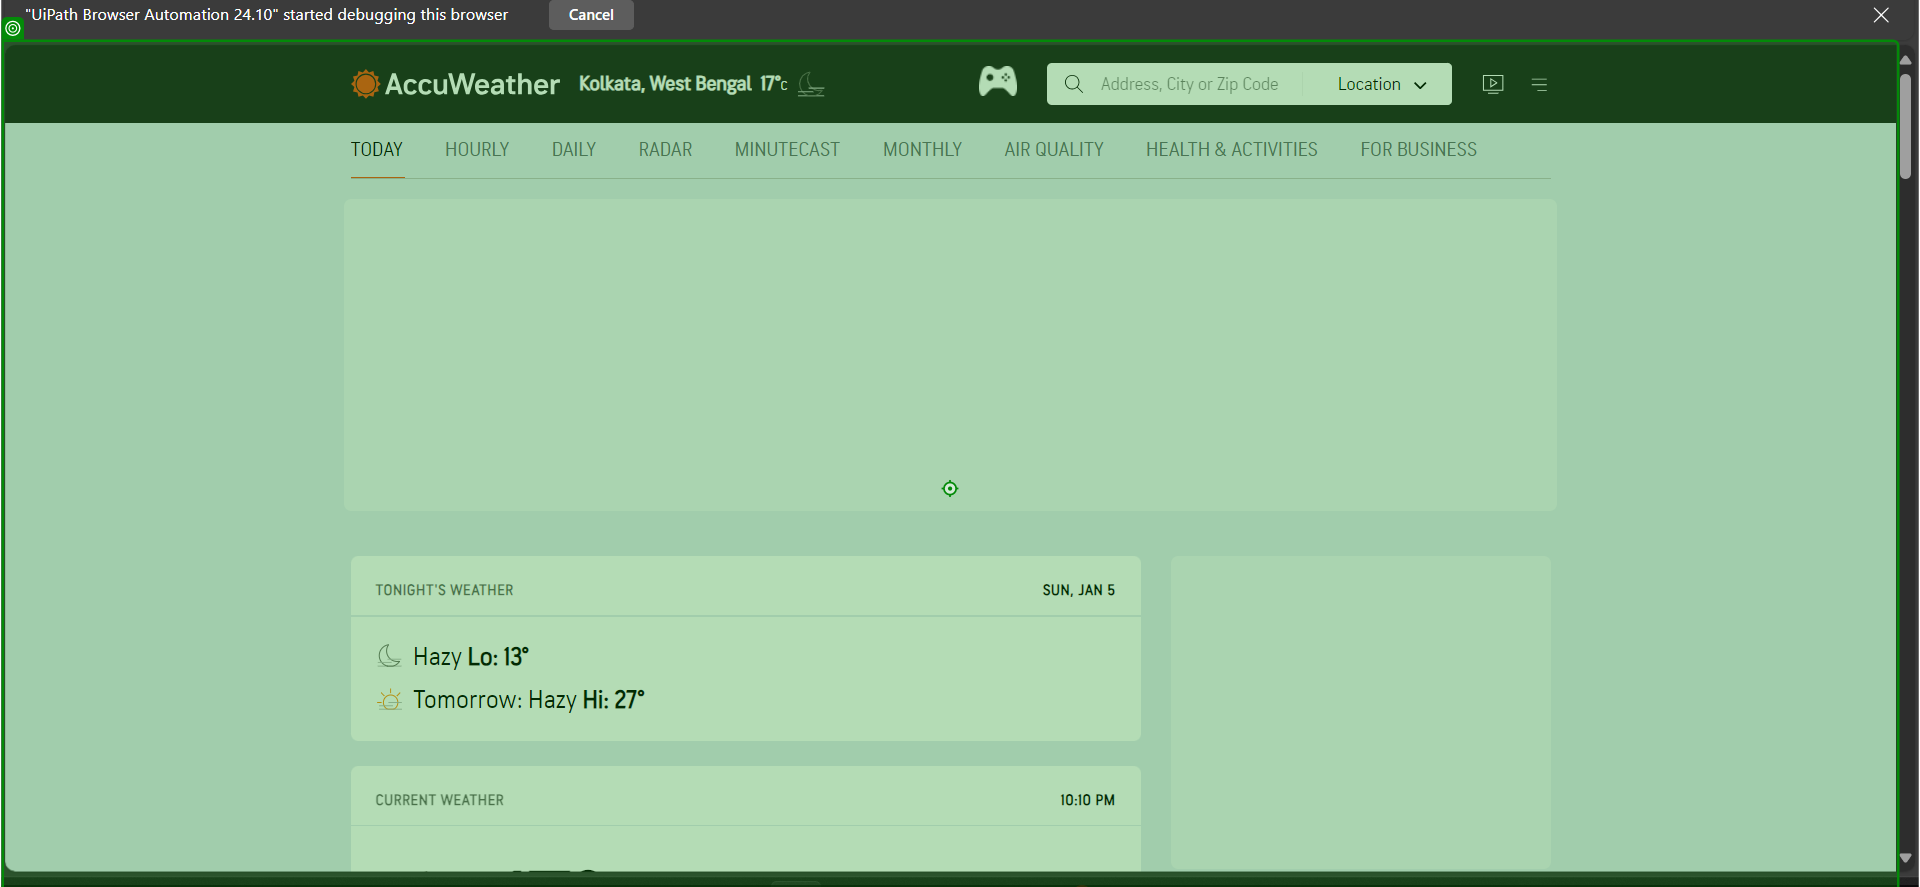 "UiPath Browser Automation 24.10" started debugging this browser Cancel
AccuWeather Kolkata, West Bengal 17°C Address, City or Zip Code Location
TODAY HOURLY DAILY RADAR MINUTECAST MONTHLY AIR QUALITY HEALTH & ACTIVITIES FOR BUSINESS
TONIGHT'S WEATHER SUN, JAN 5
Hazy Lo: 13°
Tomorrow: Hazy Hi: 27°
CURRENT WEATHER 10:10 PM